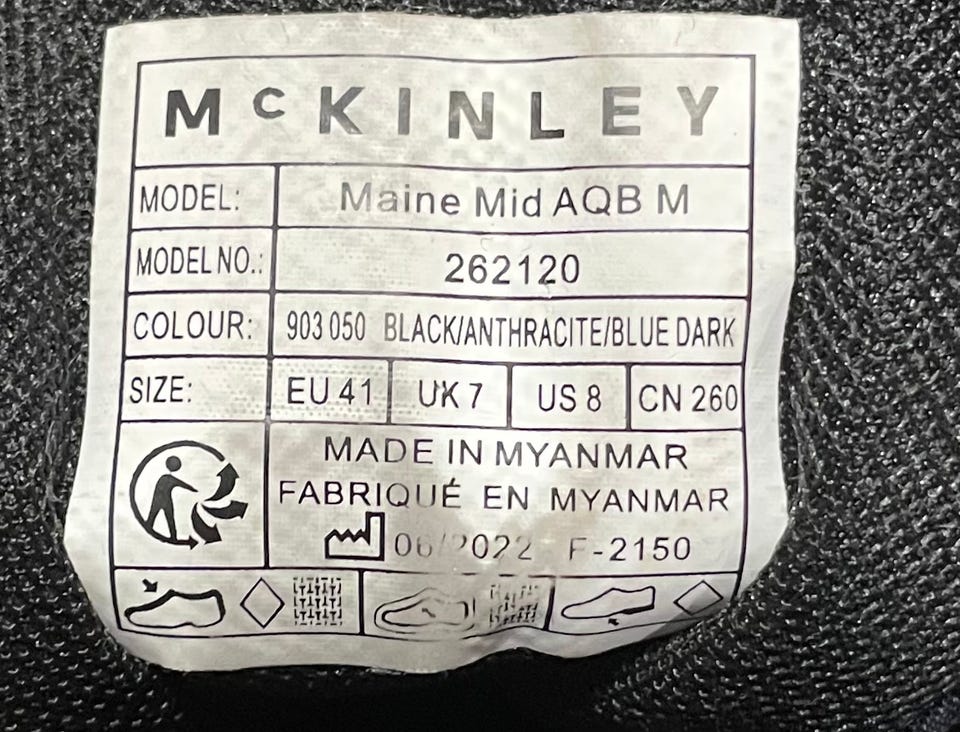 McKINLEY
MODEL: Maine Mid AQB M
MODEL NO.: 262120
COLOUR: 903 050 BLACK/ANTHRACITE/BLUE DARK
SIZE: EU 41 UK 7 US 8 CN 260
MADE IN MYANMAR
FABRIQUÉ EN MYANMAR
06/2022 F-2150